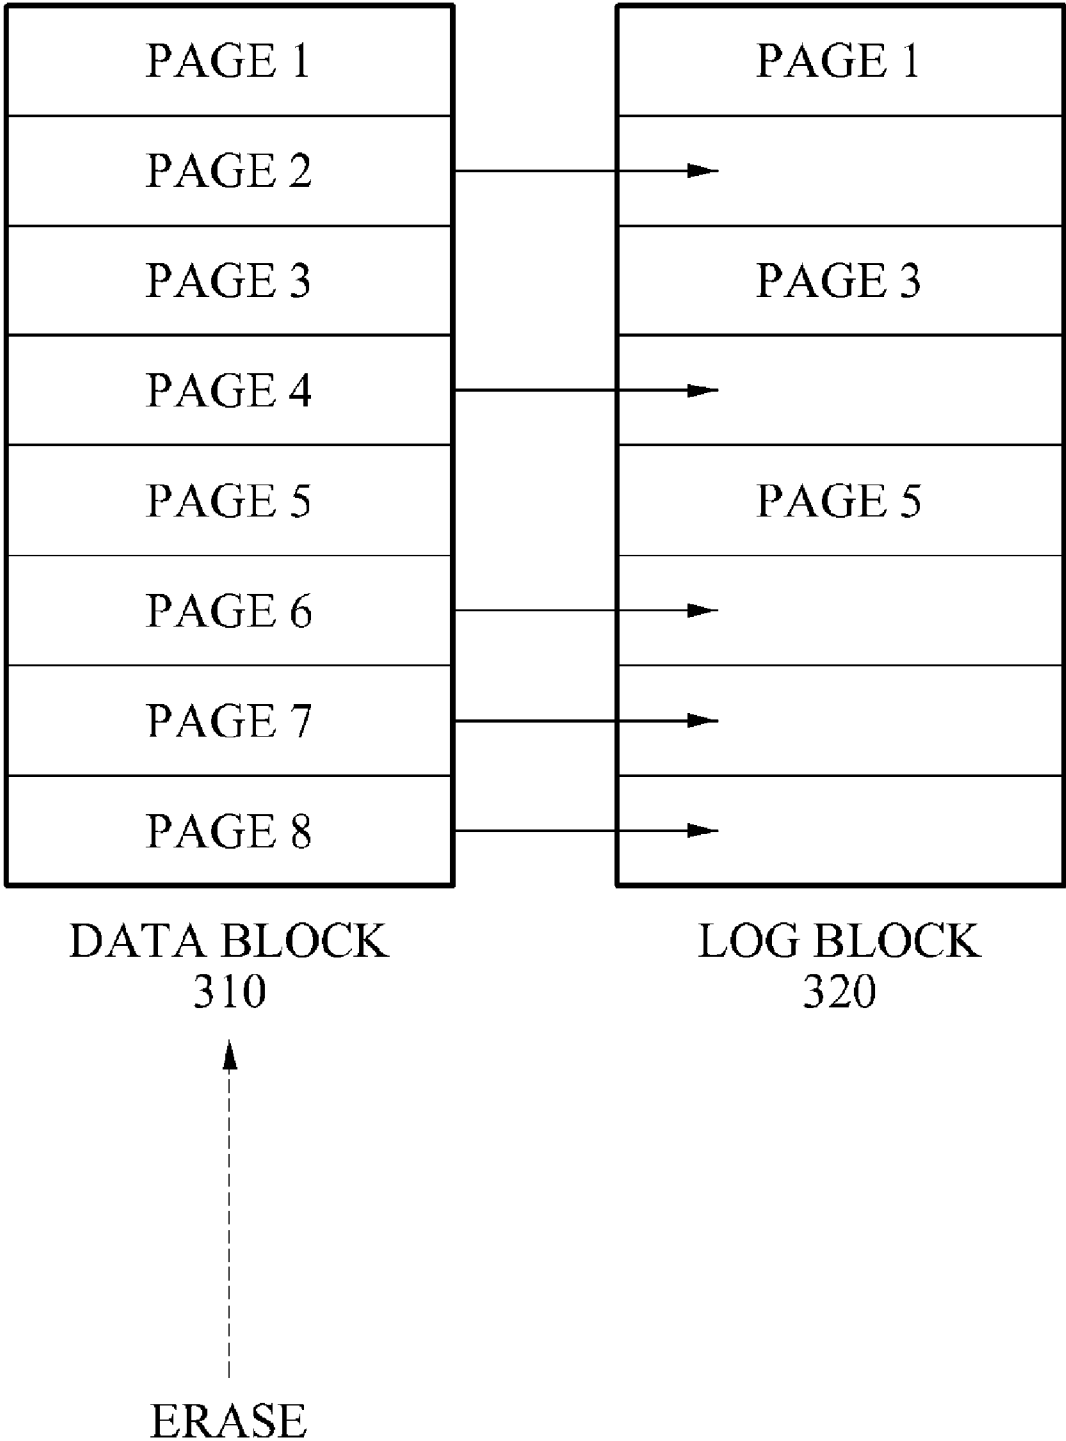 PAGE 1
PAGE 2
PAGE 3
PAGE 4
PAGE 5
PAGE 6
PAGE 7
PAGE 8
DATA BLOCK
310
PAGE 1
PAGE 3
PAGE 5
LOG BLOCK
320
ERASE